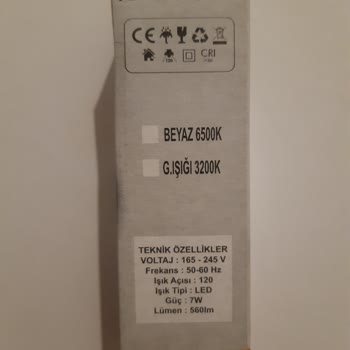 CE
CRI
BEYAZ 6500K
G.IŞIĞI 3200K
TEKNİK ÖZELLİKLER
VOLTAJ : 165 - 245 V
Frekans : 50-60 Hz
Işık Açısı : 120
Işık Tipi : LED
Güç : 7W
Lümen : 560lm